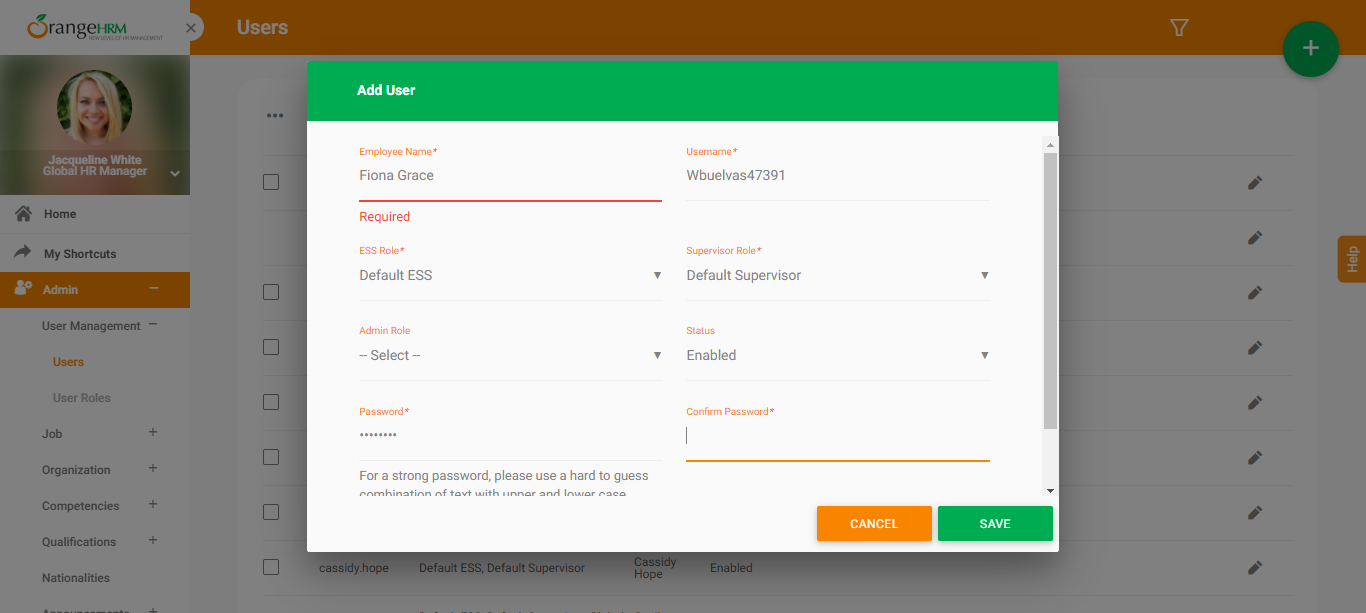 OrangeHRM
NEW LEVEL OF HR MANAGEMENT
Users
Jacqueline White
Global HR Manager
Home
My Shortcuts
Admin
User Management
Users
User Roles
Job
Organization
Competencies
Qualifications
Nationalities
Announcements
Add User
Employee Name*
Username*
Fiona Grace
Wbuelvas47391
Required
ESS Role*
Supervisor Role*
Default ESS
Default Supervisor
Admin Role
Status
-- Select --
Enabled
Password*
Confirm Password*
••••••••
For a strong password, please use a hard to guess
combination of text with upper and lower case
CANCEL
SAVE
cassidy.hope
Default ESS, Default Supervisor
Cassidy
Hope
Enabled
Help